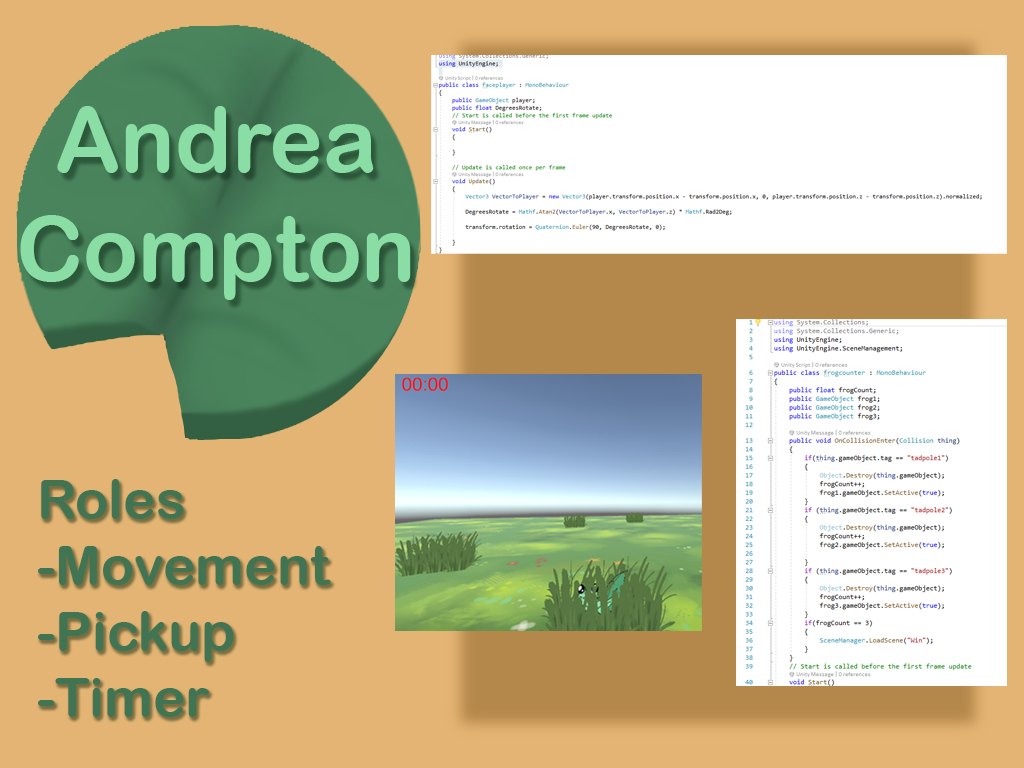 Andrea
Compton
Roles
-Movement
-Pickup
-Timer
using System.Collections.Generic;
using UnityEngine;
Unity Script | 0 references
public class faceplayer : MonoBehaviour
{
public GameObject player;
public float DegreesRotate;
// Start is called before the first frame update
Unity Message | 0 references
void Start()
{
}
// Update is called once per frame
Unity Message | 0 references
void Update()
{
Vector3 VectorToPlayer = new Vector3(player.transform.position.x - transform.position.x, 0, player.transform.position.z - transform.position.z).normalized;
DegreesRotate = Mathf.Atan2(VectorToPlayer.x, VectorToPlayer.z) * Mathf.Rad2Deg;
transform.rotation = Quaternion.Euler(90, DegreesRotate, 0);
}
}
00:00
1 using System.Collections;
2 using System.Collections.Generic;
3 using UnityEngine;
4 using UnityEngine.SceneManagement;
5
Unity Script | 0 references
6 public class frogcounter : MonoBehaviour
7 {
8 public float frogCount;
9 public GameObject frog1;
10 public GameObject frog2;
11 public GameObject frog3;
12
Unity Message | 0 references
13 public void OnCollisionEnter(Collision thing)
14 {
15 if(thing.gameObject.tag == "tadpole1")
16 {
17 Object.Destroy(thing.gameObject);
18 frogCount++;
19 frog1.gameObject.SetActive(true);
20 }
21 if (thing.gameObject.tag == "tadpole2")
22 {
23 Object.Destroy(thing.gameObject);
24 frogCount++;
25 frog2.gameObject.SetActive(true);
26
27 }
28 if (thing.gameObject.tag == "tadpole3")
29 {
30 Object.Destroy(thing.gameObject);
31 frogCount++;
32 frog3.gameObject.SetActive(true);
33 }
34 if(frogCount == 3)
35 {
36 SceneManager.LoadScene("Win");
37 }
38 }
39 // Start is called before the first frame update
Unity Message | 0 references
40 void Start()